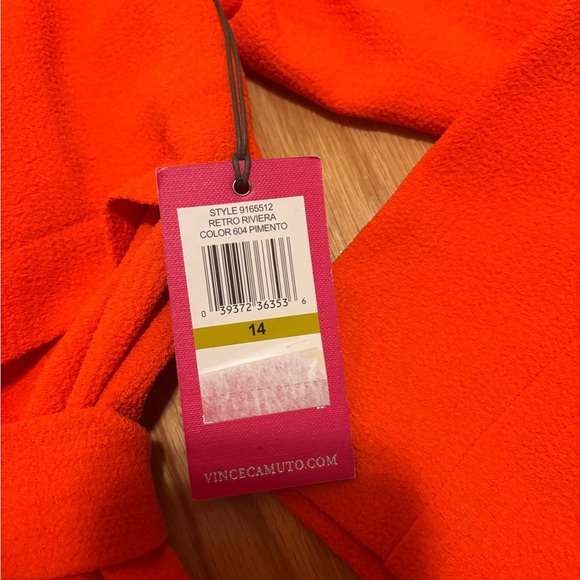 STYLE 9165512
RETRO RIVIERA
COLOR 604 PIMENTO
0 39372 36353 6
14
VINCECAMUTO.COM